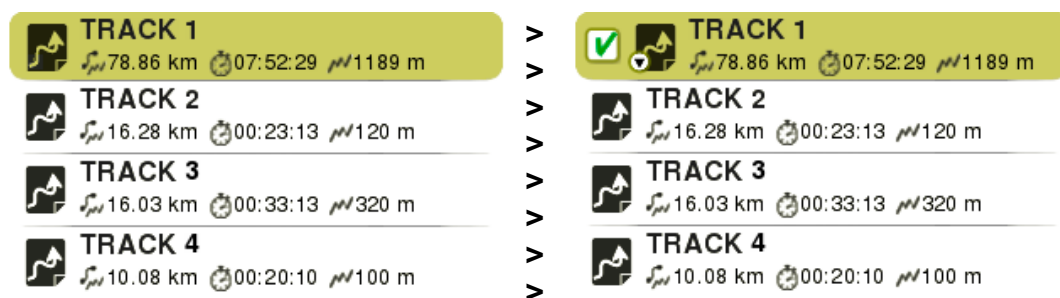 TRACK 1
78.86 km 07:52:29 1189 m
TRACK 2
16.28 km 00:23:13 120 m
TRACK 3
16.03 km 00:33:13 320 m
TRACK 4
10.08 km 00:20:10 100 m
>
>
>
>
>
>
>
>
TRACK 1
78.86 km 07:52:29 1189 m
TRACK 2
16.28 km 00:23:13 120 m
TRACK 3
16.03 km 00:33:13 320 m
TRACK 4
10.08 km 00:20:10 100 m